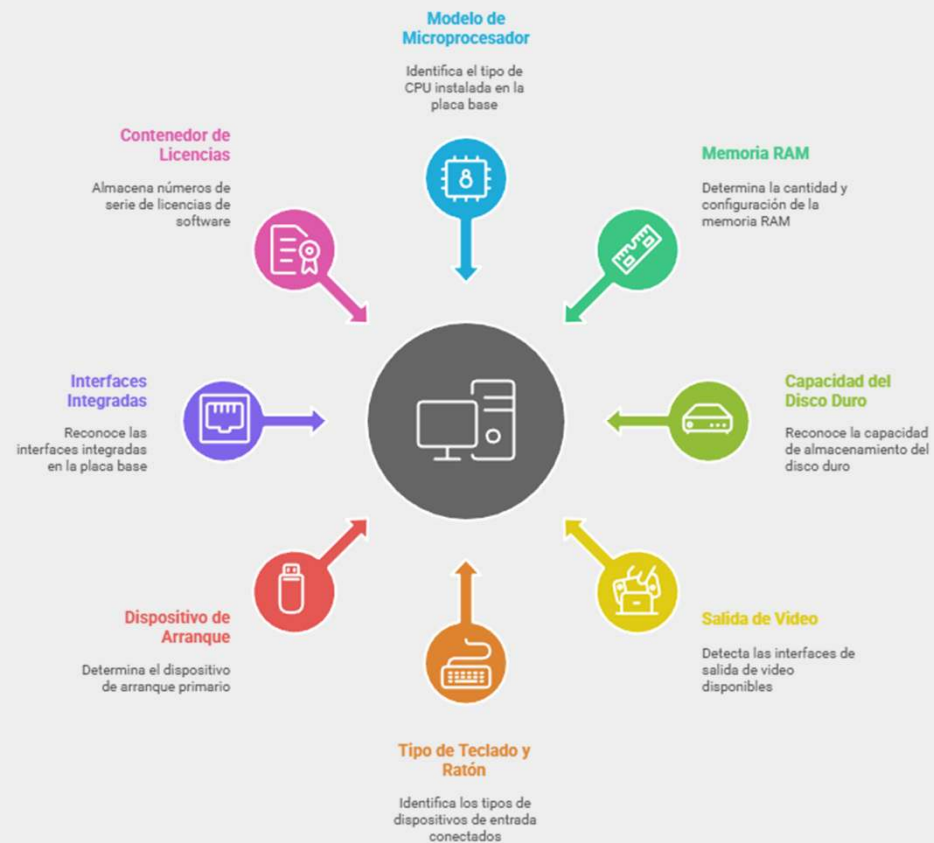 Modelo de
Microprocesador
Identifica el tipo de
CPU instalada en la
placa base
Contenedor de
Licencias
Almacena números de
serie de licencias de
software
Memoria RAM
Determina la cantidad y
configuración de la
memoria RAM
Interfaces
Integradas
Reconoce las
interfaces integradas
en la placa base
Capacidad del
Disco Duro
Reconoce la capacidad
de almacenamiento del
disco duro
Dispositivo de
Arranque
Determina el dispositivo
de arranque primario
Salida de Video
Detecta las interfaces de
salida de video
disponibles
Tipo de Teclado y
Ratón
Identifica los tipos de
dispositivos de entrada
conectados